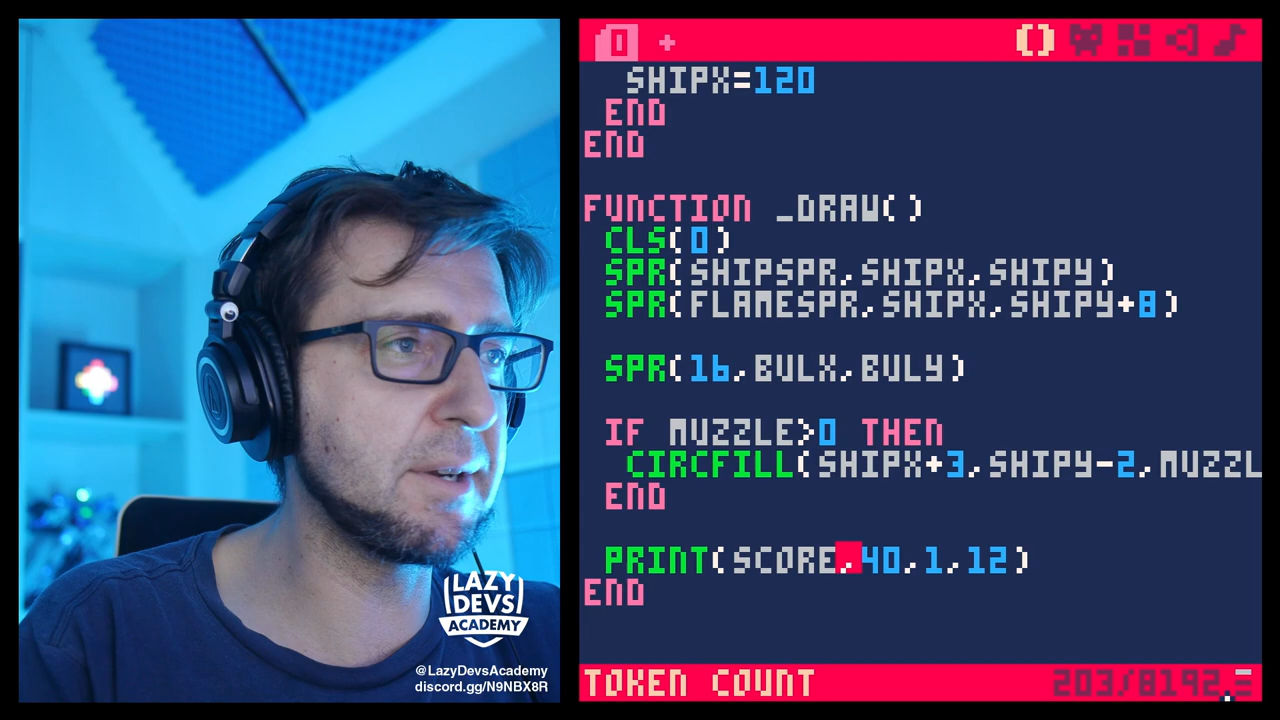 LAZY
DEVS
ACADEMY
@LazyDevsAcademy
discord.gg/N9NBX8R
0 +
SHIPX=120
END
END
FUNCTION _DRAW()
CLS(0)
SPR(SHIPSPR,SHIPX,SHIPY)
SPR(FLAMESPR,SHIPX,SHIPY+8)
SPR(16,BULX,BULY)
IF MUZZLE>0 THEN
CIRCFILL(SHIPX+3,SHIPY-2,MUZZL
END
PRINT(SCORE,40,1,12)
END
TOKEN COUNT 203/8192